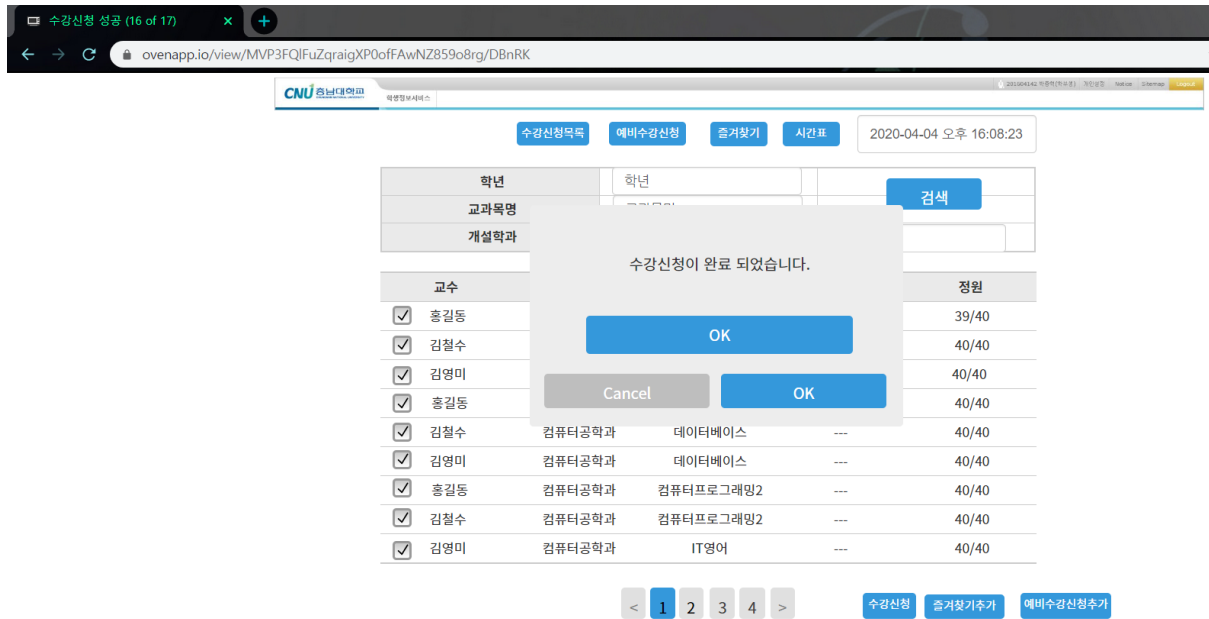 수강신청 성공 (16 of 17)
ovenapp.io/view/MVP3FQlFuZqraigXP0ofFAwNZ859o8rg/DBnRK
CNU 충남대학교
학생정보서비스
Notice Sitemap Logout
수강신청목록 예비수강신청 즐겨찾기 시간표 2020-04-04 오후 16:08:23
학년 학년 검색
교과목명
개설학과
수강신청이 완료 되었습니다.
OK
Cancel OK
교수 정원
홍길동 39/40
김철수 40/40
김영미 40/40
홍길동 40/40
김철수 컴퓨터공학과 데이터베이스 --- 40/40
김영미 컴퓨터공학과 데이터베이스 --- 40/40
홍길동 컴퓨터공학과 컴퓨터프로그래밍2 --- 40/40
김철수 컴퓨터공학과 컴퓨터프로그래밍2 --- 40/40
김영미 컴퓨터공학과 IT영어 --- 40/40
< 1 2 3 4 > 수강신청 즐겨찾기추가 예비수강신청추가